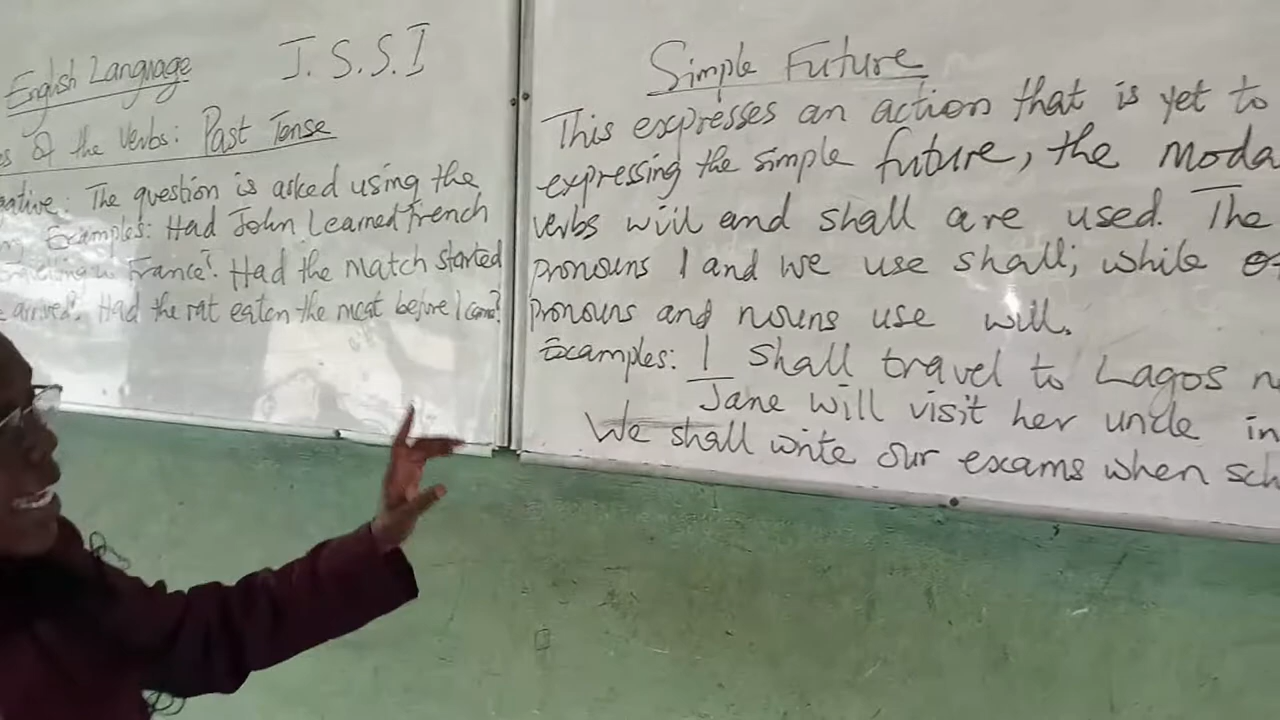 English Language J.S.S.I
Of the Verbs: Past Tense
The question is asked using the
Examples: Had John Learned French
France? Had the match started
arrived? Had the rat eaten the meat before I came?
Simple Future
This expresses an action that is yet to
expressing the simple future, the moda
verbs will and shall are used. The
pronouns I and we use shall; while
pronouns and nouns use will.
Examples: I shall travel to Lagos
Jane will visit her uncle in
We shall write our exams when sch